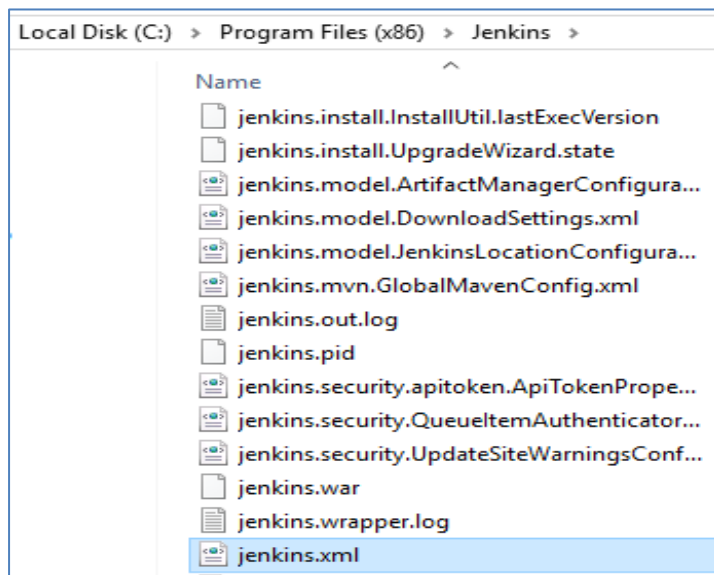 Local Disk (C:) > Program Files (x86) > Jenkins >
Name
jenkins.install.InstallUtil.lastExecVersion
jenkins.install.UpgradeWizard.state
jenkins.model.ArtifactManagerConfigura...
jenkins.model.DownloadSettings.xml
jenkins.model.JenkinsLocationConfigura...
jenkins.mvn.GlobalMavenConfig.xml
jenkins.out.log
jenkins.pid
jenkins.security.apitoken.ApiTokenPrope...
jenkins.security.QueueItemAuthenticator...
jenkins.security.UpdateSiteWarningsConf...
jenkins.war
jenkins.wrapper.log
jenkins.xml